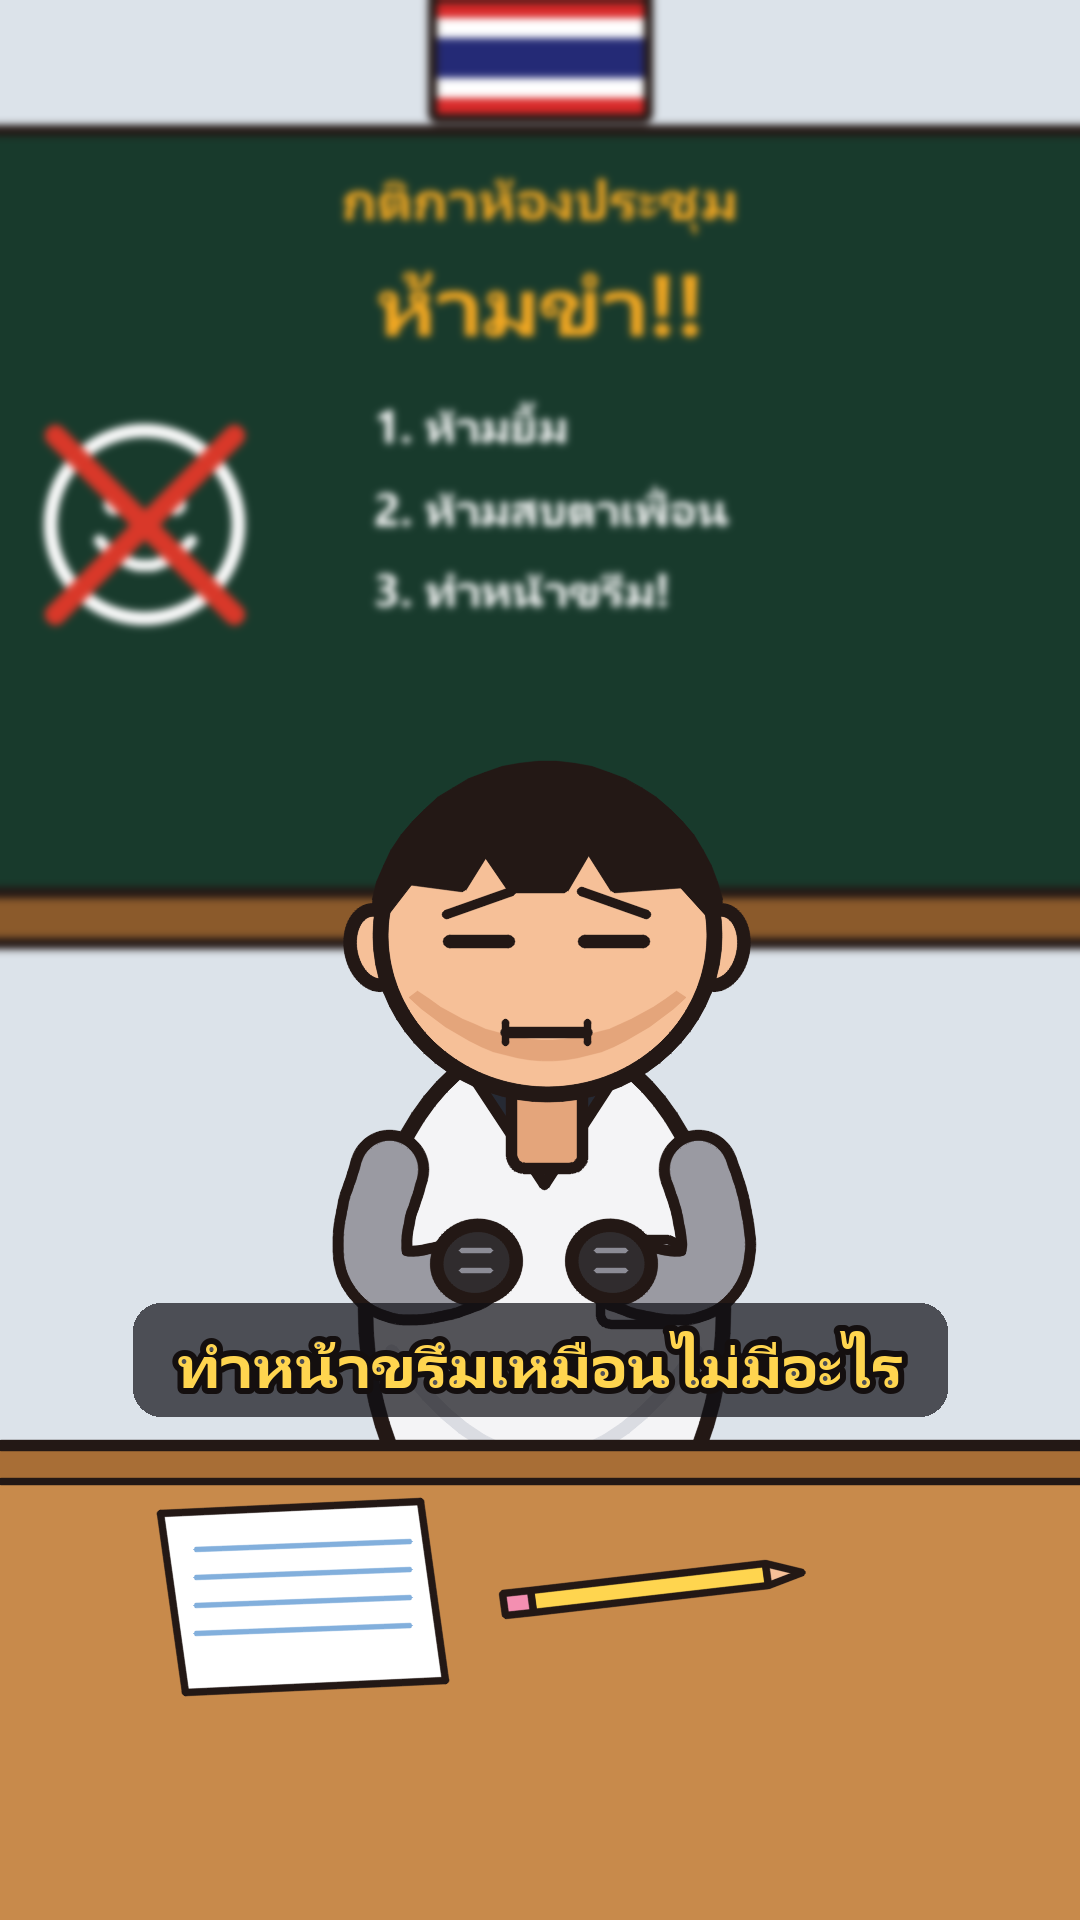 กติกาห้องประชุม
ห้ามขำ!!
1. ห้ามยิ้ม
2. ห้ามสบตาเพื่อน
3. ทำหน้าขรึม!
ทำหน้าขรึมเหมือนไม่มีอะไร